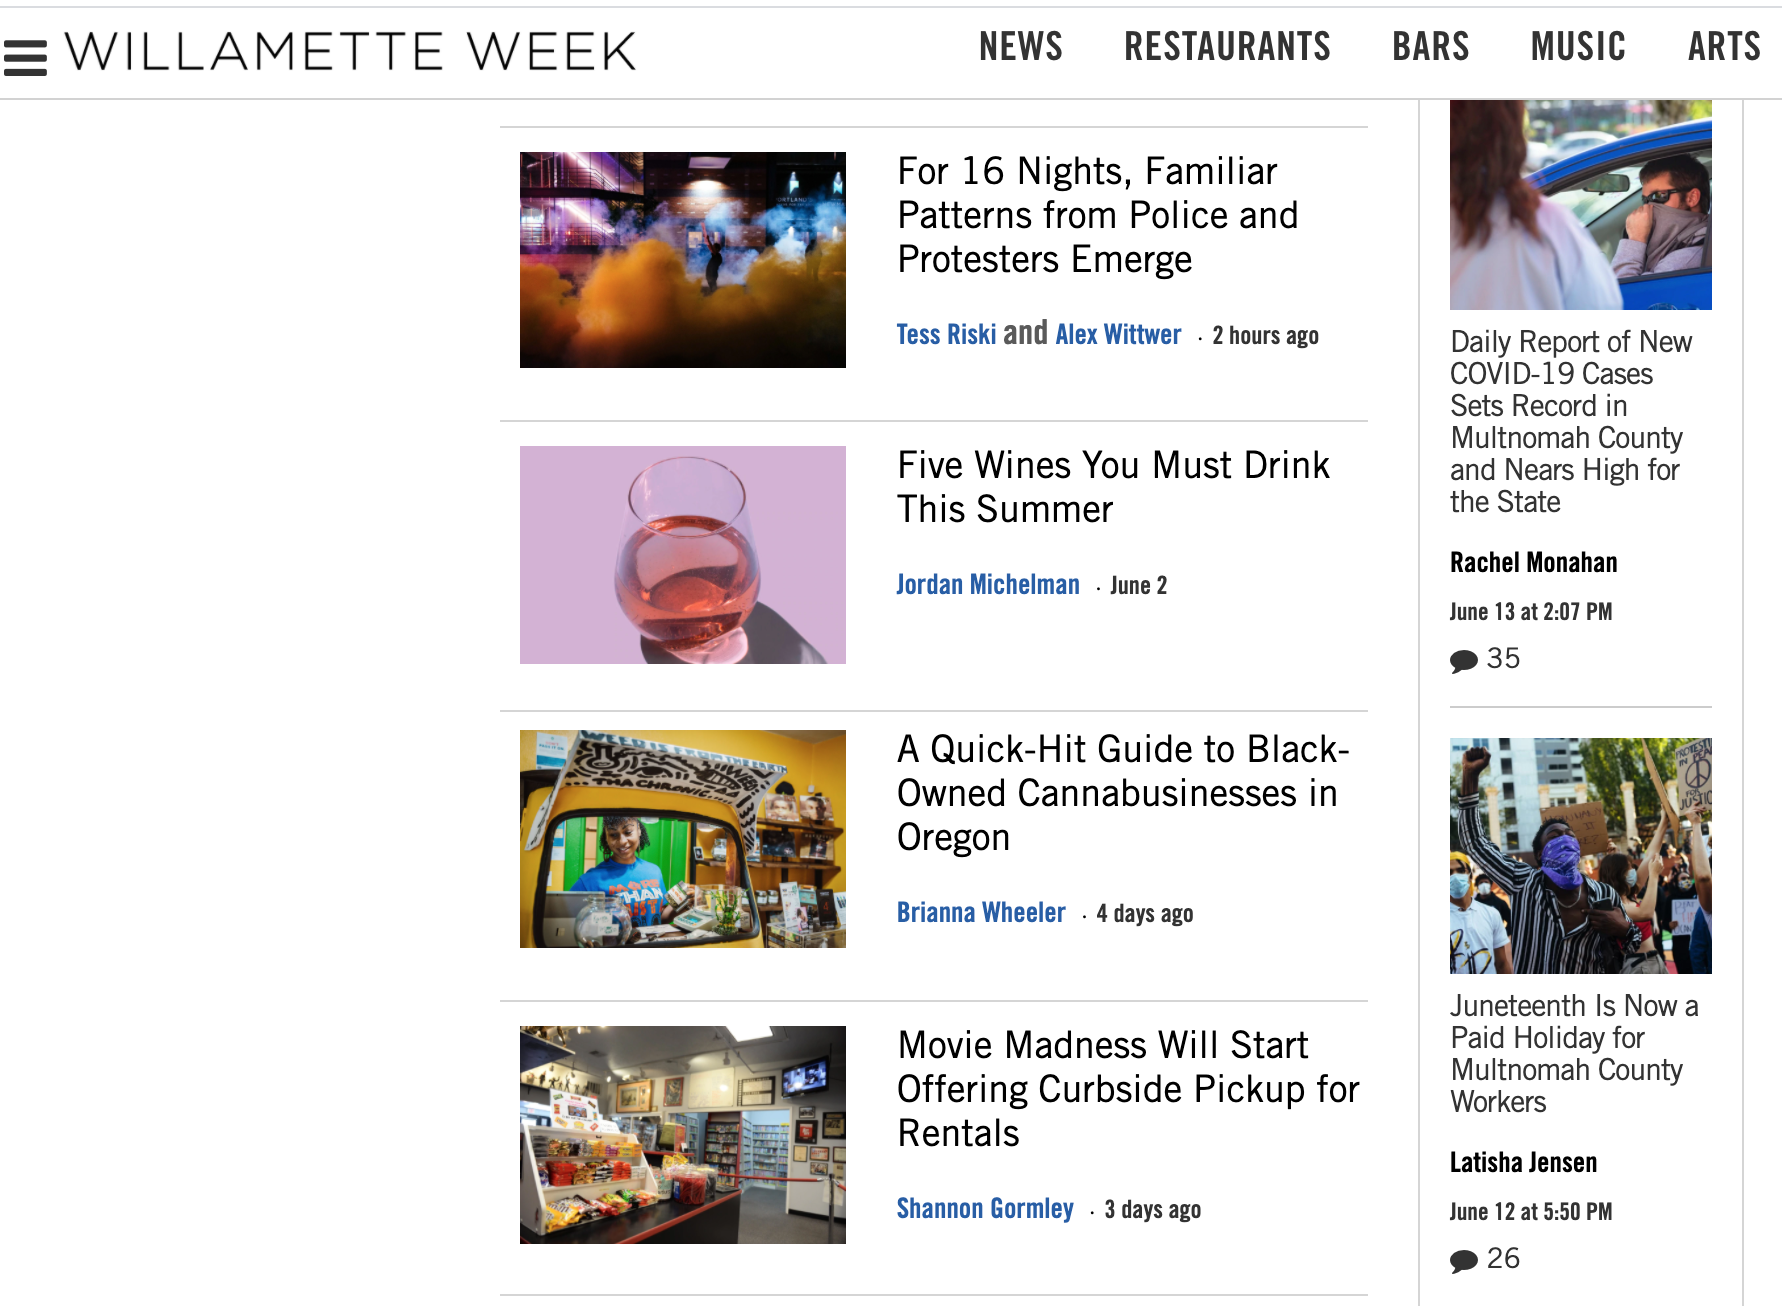 WILLAMETTE WEEK
NEWS RESTAURANTS BARS MUSIC ARTS
For 16 Nights, Familiar
Patterns from Police and
Protesters Emerge
Tess Riski and Alex Wittwer · 2 hours ago
Five Wines You Must Drink
This Summer
Jordan Michelman · June 2
A Quick-Hit Guide to Black-
Owned Cannabusinesses in
Oregon
Brianna Wheeler · 4 days ago
Movie Madness Will Start
Offering Curbside Pickup for
Rentals
Shannon Gormley · 3 days ago
Daily Report of New
COVID-19 Cases
Sets Record in
Multnomah County
and Nears High for
the State
Rachel Monahan
June 13 at 2:07 PM
35
Juneteenth Is Now a
Paid Holiday for
Multnomah County
Workers
Latisha Jensen
June 12 at 5:50 PM
26